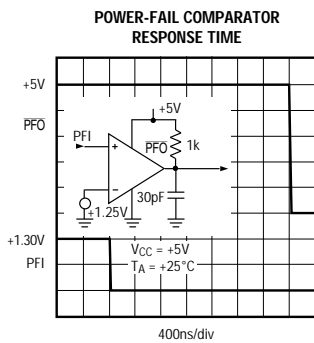 POWER-FAIL COMPARATOR
RESPONSE TIME
+5V
+5V
PFO
PFI
PFO
1k
+
–
30pF
+1.25V
+1.30V
VCC = +5V
PFI
TA = +25°C
400ns/div